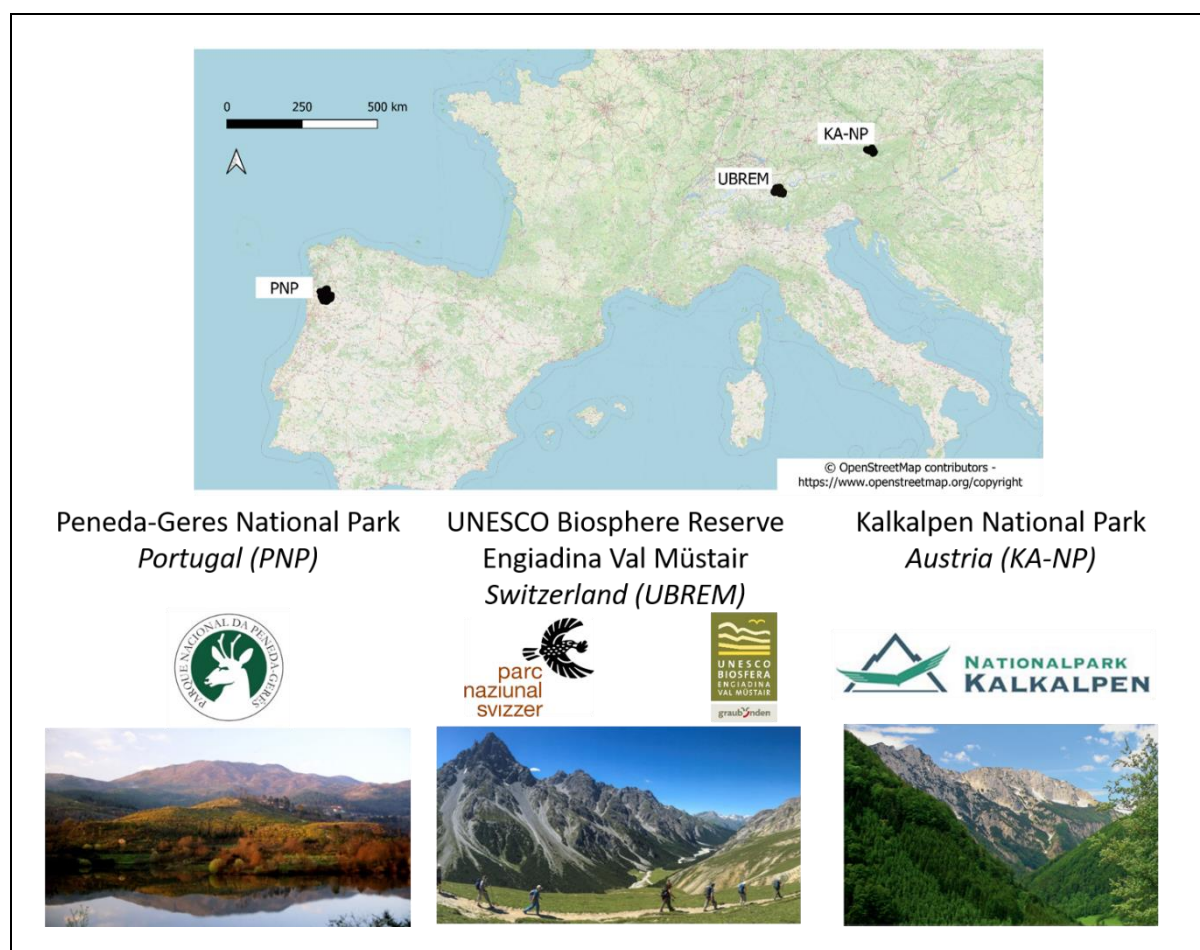 0 250 500 km
KA-NP
UBREM
PNP
© OpenStreetMap contributors -
https://www.openstreetmap.org/copyright
Peneda-Geres National Park
Portugal (PNP)
UNESCO Biosphere Reserve
Engiadina Val Müstair
Switzerland (UBREM)
Kalkalpen National Park
Austria (KA-NP)
PARQUE NACIONAL DA PENEDA-GERÊS
parc
naziunal
svizzer
UNESCO
BIOSFERA
ENGIADINA
VAL MÜSTAIR
graubünden
NATIONALPARK
KALKALPEN